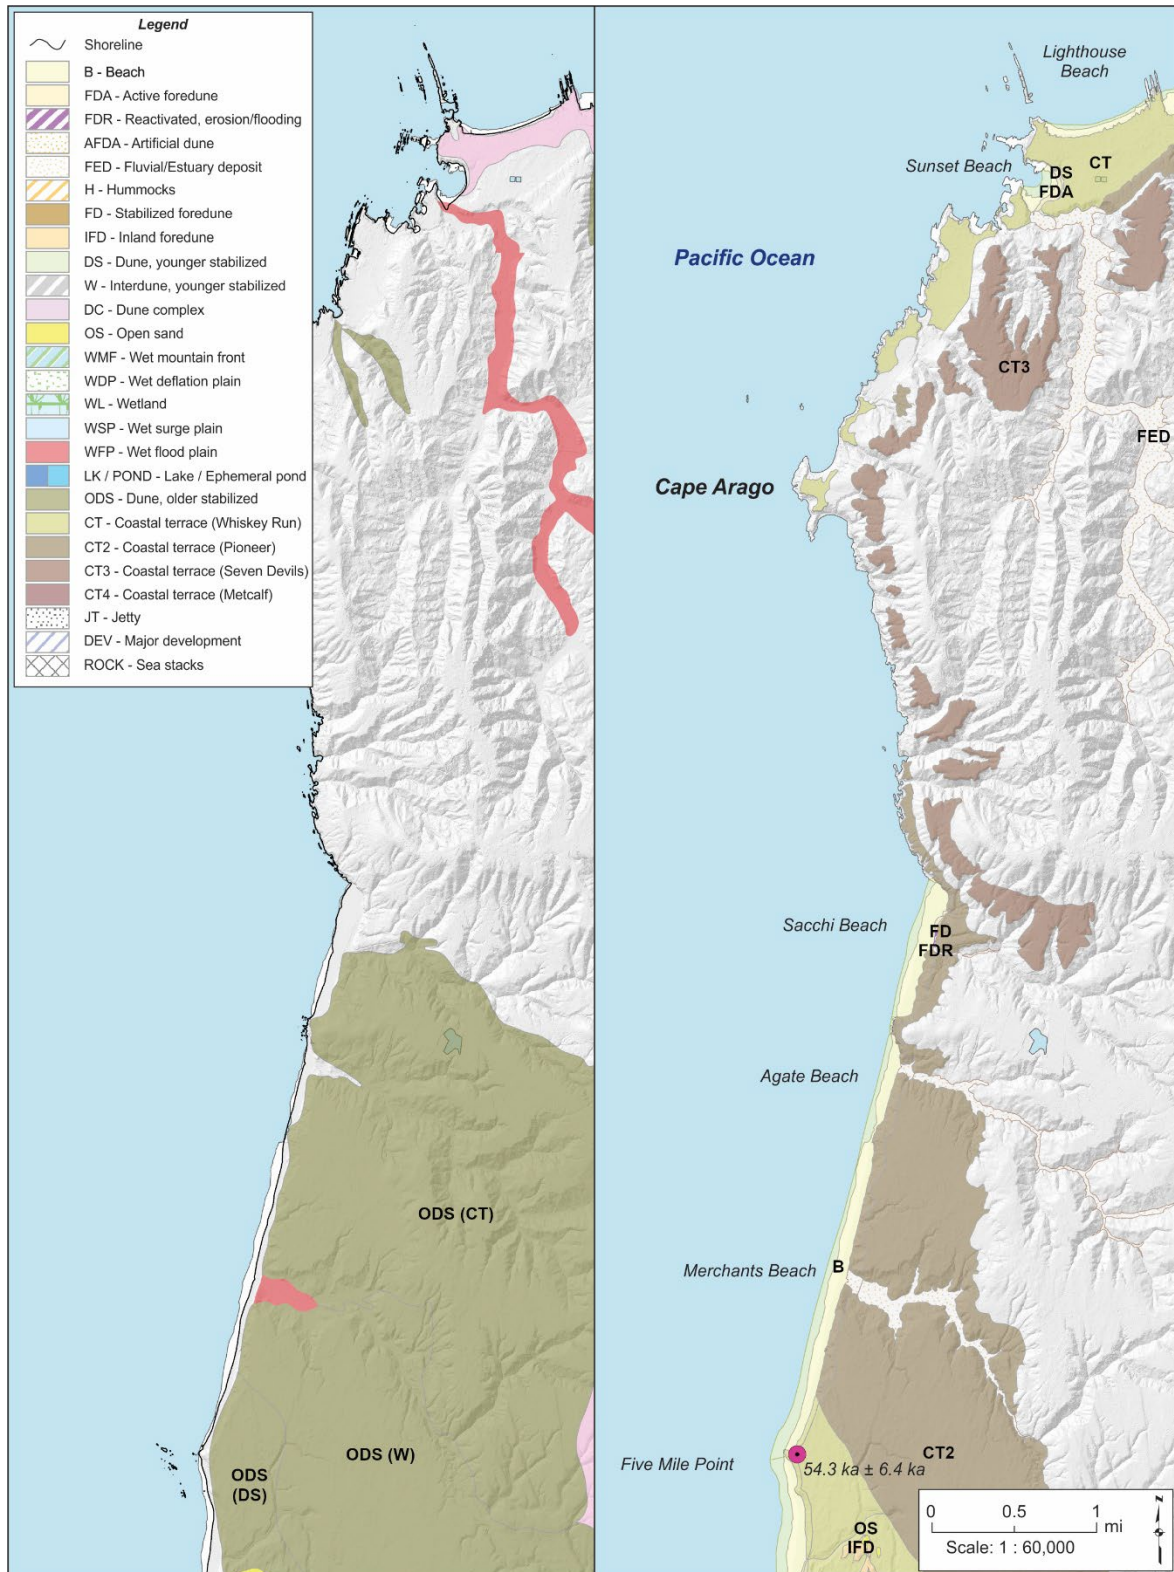 Legend
Shoreline
B - Beach
FDA - Active foredune
FDR - Reactivated, erosion/flooding
AFDA - Artificial dune
FED - Fluvial/Estuary deposit
H - Hummocks
FD - Stabilized foredune
IFD - Inland foredune
DS - Dune, younger stabilized
W - Interdune, younger stabilized
DC - Dune complex
OS - Open sand
WMF - Wet mountain front
WDP - Wet deflation plain
WL - Wetland
WSP - Wet surge plain
WFP - Wet flood plain
LK / POND - Lake / Ephemeral pond
ODS - Dune, older stabilized
CT - Coastal terrace (Whiskey Run)
CT2 - Coastal terrace (Pioneer)
CT3 - Coastal terrace (Seven Devils)
CT4 - Coastal terrace (Metcalf)
JT - Jetty
DEV - Major development
ROCK - Sea stacks
ODS (CT)
ODS (W)
ODS
(DS)
Lighthouse
Beach
Sunset Beach
CT
DS
FDA
Pacific Ocean
CT3
FED
Cape Arago
Sacchi Beach
FD
FDR
Agate Beach
Merchants Beach
B
Five Mile Point
54.3 ka ± 6.4 ka
CT2
OS
IFD
0 0.5 1
mi
Scale: 1 : 60,000
N